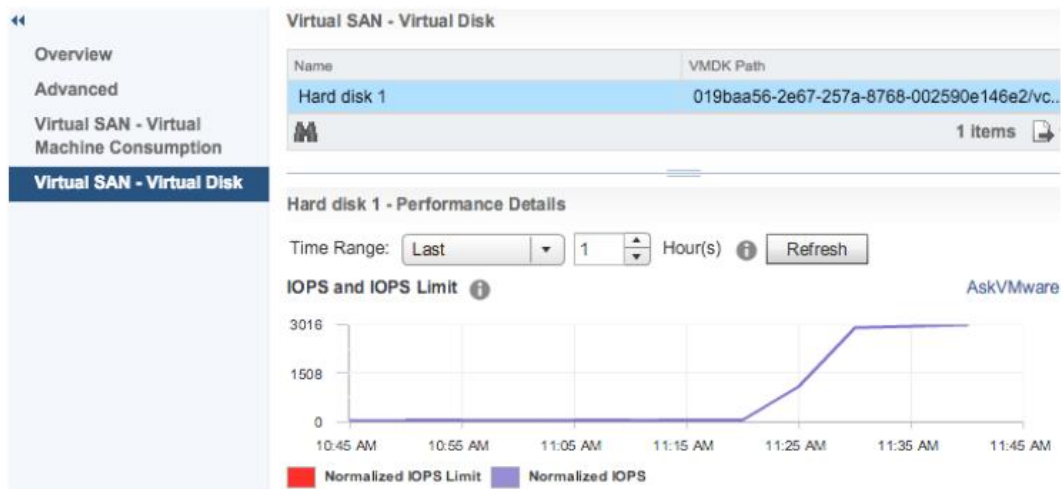 Overview
Advanced
Virtual SAN - Virtual
Machine Consumption
Virtual SAN - Virtual Disk
Virtual SAN - Virtual Disk
Name VMDK Path
Hard disk 1 019baa56-2e67-257a-8768-002590e146e2/vc..
1 items
Hard disk 1 - Performance Details
Time Range: Last 1 Hour(s) Refresh
IOPS and IOPS Limit AskVMware
3016
1508
0
10:45 AM 10:55 AM 11:05 AM 11:15 AM 11:25 AM 11:35 AM 11:45 AM
Normalized IOPS Limit Normalized IOPS